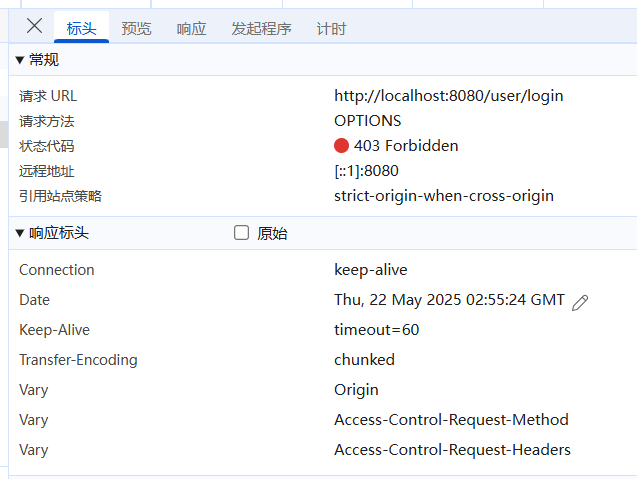 标头 预览 响应 发起程序 计时
常规
请求 URL http://localhost:8080/user/login
请求方法 OPTIONS
状态代码 403 Forbidden
远程地址 [::1]:8080
引用站点策略 strict-origin-when-cross-origin
响应标头 原始
Connection keep-alive
Date Thu, 22 May 2025 02:55:24 GMT
Keep-Alive timeout=60
Transfer-Encoding chunked
Vary Origin
Vary Access-Control-Request-Method
Vary Access-Control-Request-Headers